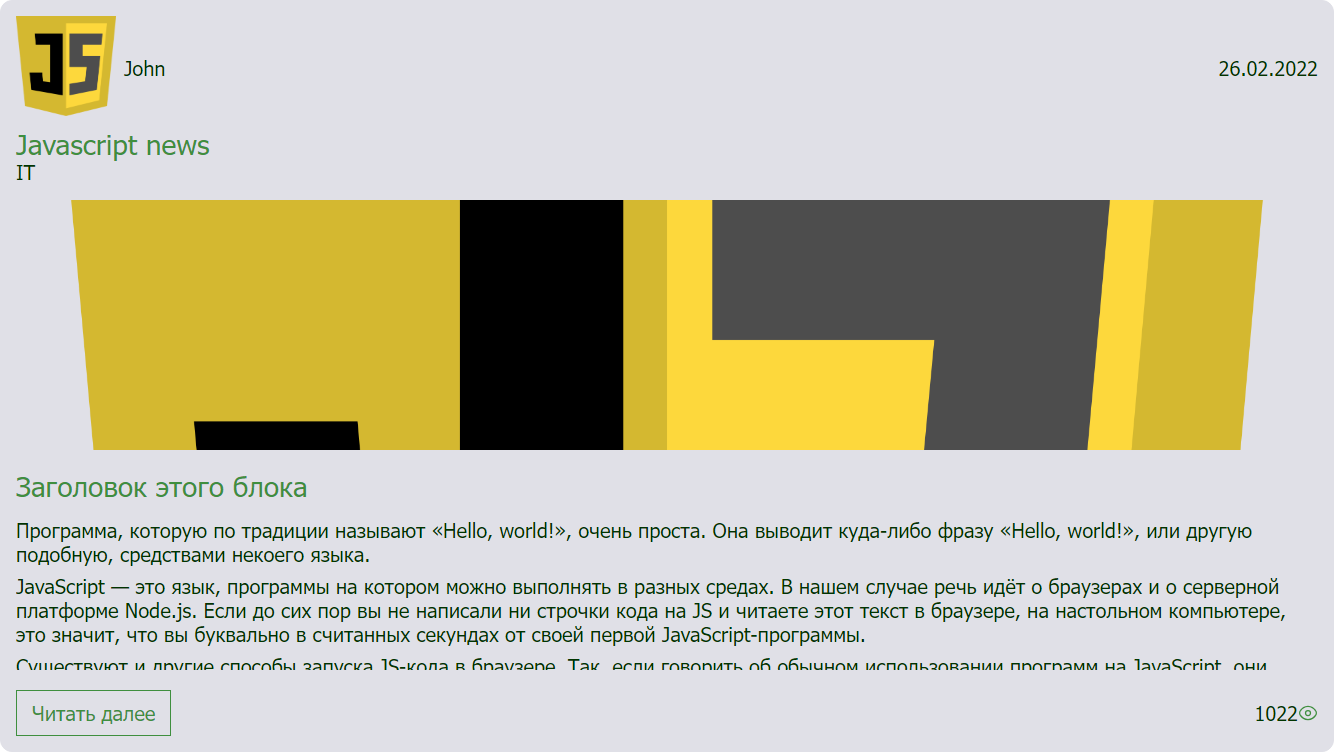 JS
John
26.02.2022
Javascript news
IT
Заголовок этого блока
Программа, которую по традиции называют «Hello, world!», очень проста. Она выводит куда-либо фразу «Hello, world!», или другую
подобную, средствами некоего языка.
JavaScript — это язык, программы на котором можно выполнять в разных средах. В нашем случае речь идёт о браузерах и о серверной
платформе Node.js. Если до сих пор вы не написали ни строчки кода на JS и читаете этот текст в браузере, на настольном компьютере,
это значит, что вы буквально в считанных секундах от своей первой JavaScript-программы.
Существуют и другие способы запуска JS-кода в браузере. Так, если говорить об обычном использовании программ на JavaScript, они
Читать далее
1022